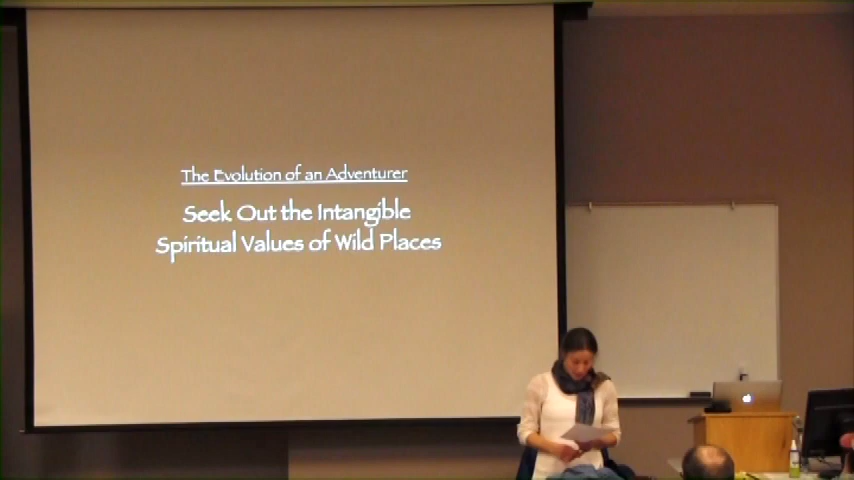 The Evolution of an Adventurer
Seek Out the Intangible
Spiritual Values of Wild Places